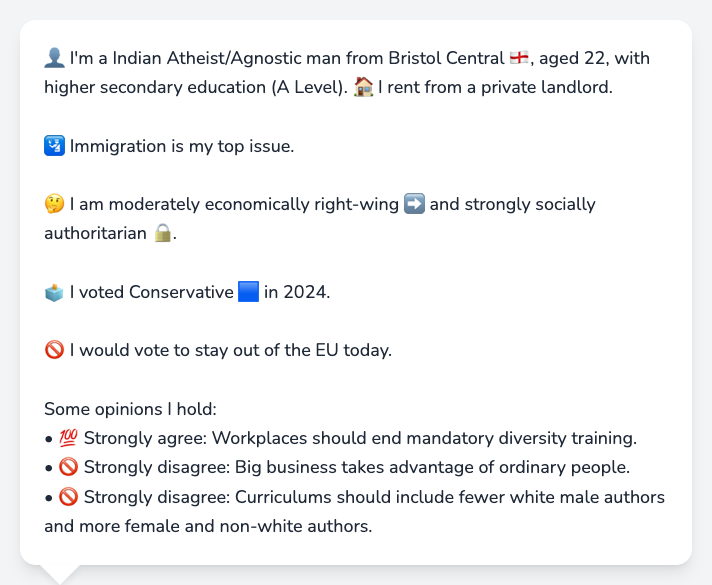 👤 I'm a Indian Atheist/Agnostic man from Bristol Central 🏴󠁧󠁢󠁥󠁮󠁧󠁿, aged 22, with
higher secondary education (A Level). 🏠 I rent from a private landlord.
🛂 Immigration is my top issue.
🤔 I am moderately economically right-wing ➡️ and strongly socially
authoritarian 🔒.
🗳️ I voted Conservative 🟦 in 2024.
🚫 I would vote to stay out of the EU today.
Some opinions I hold:
• 💯 Strongly agree: Workplaces should end mandatory diversity training.
• 🚫 Strongly disagree: Big business takes advantage of ordinary people.
• 🚫 Strongly disagree: Curriculums should include fewer white male authors
and more female and non-white authors.